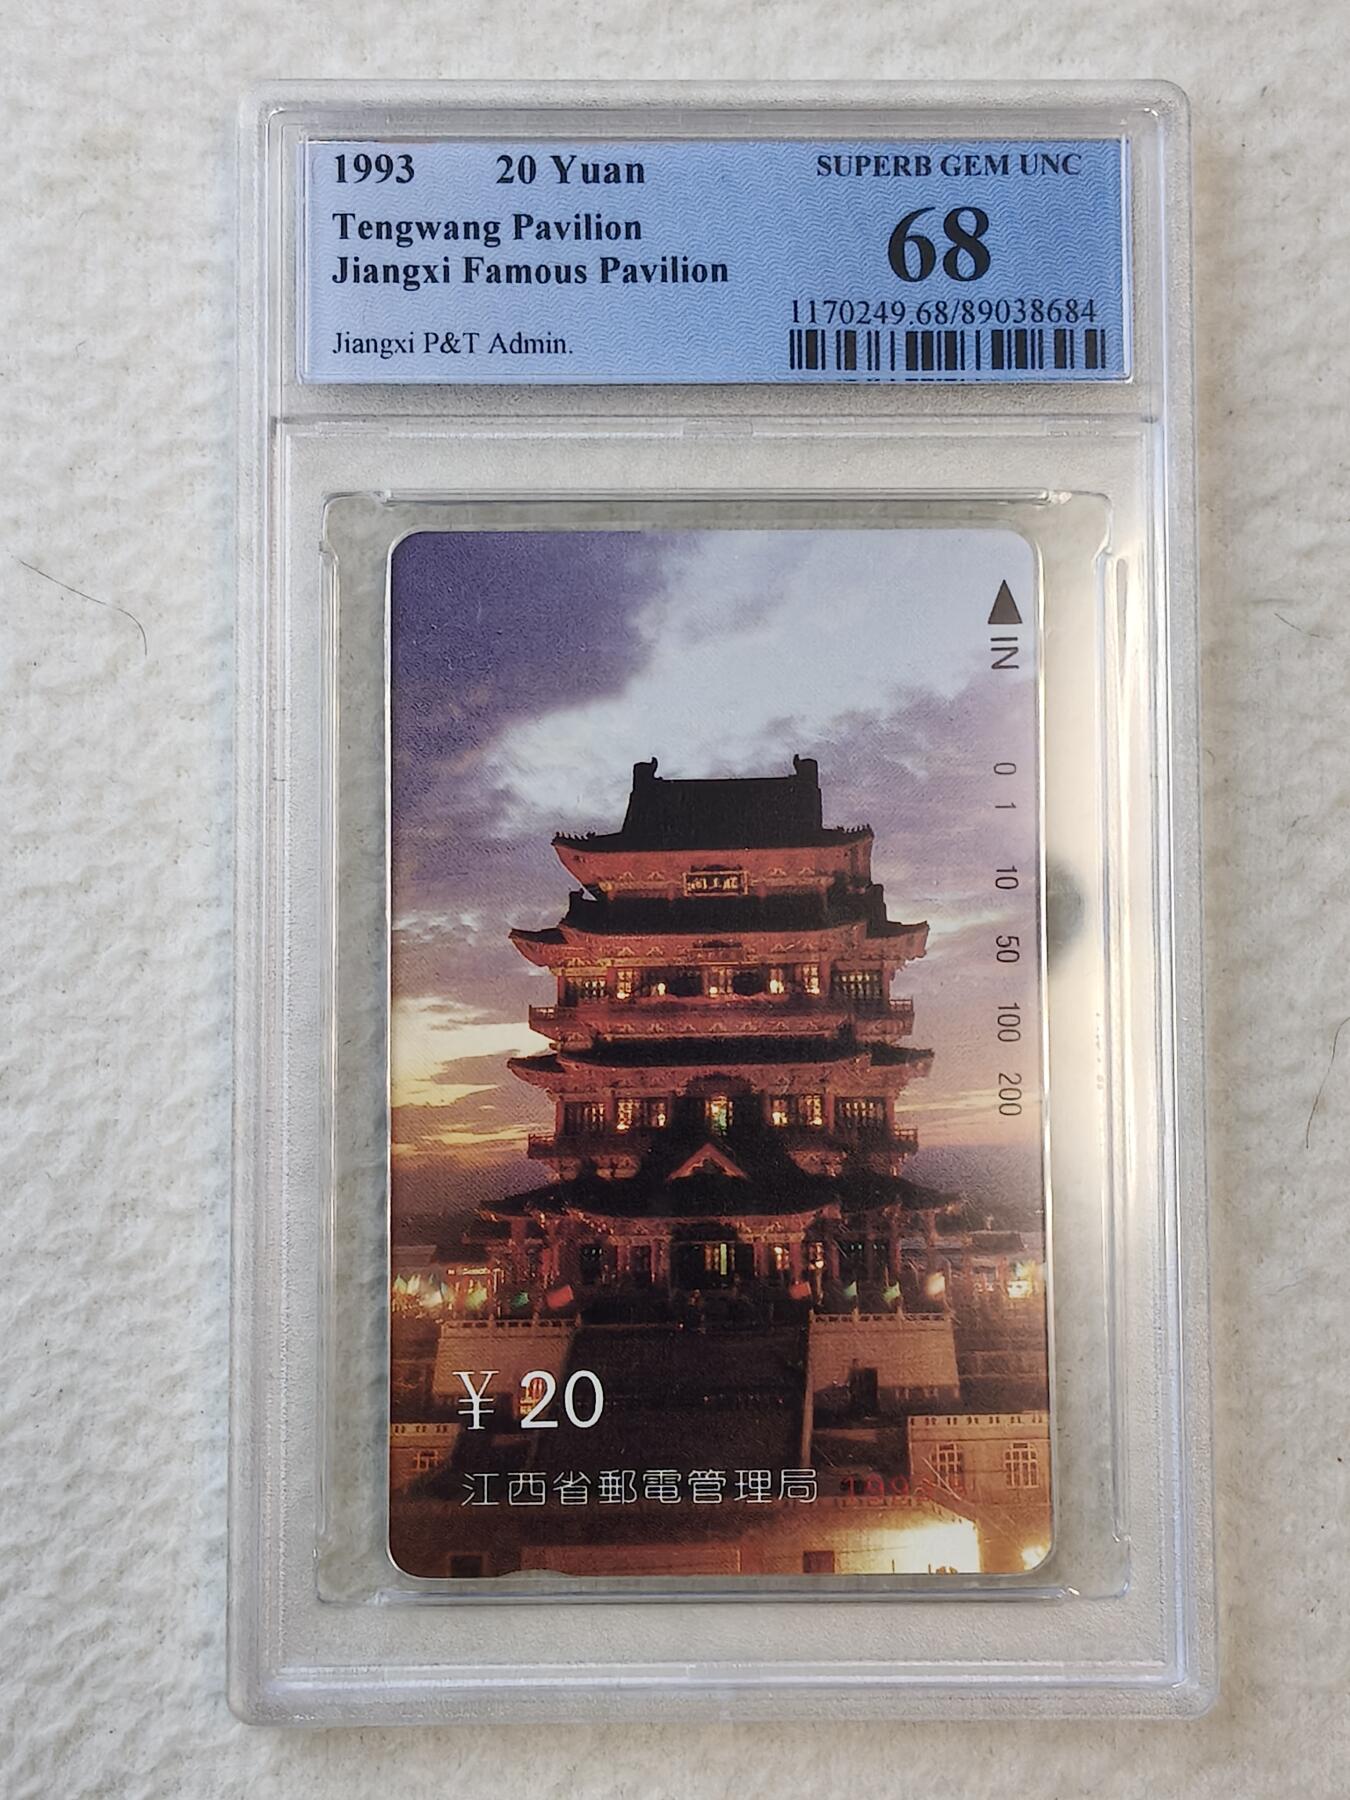 1993 20 Yuan
SUPERB GEM UNC
Tengwang Pavilion
68
Jiangxi Famous Pavilion
1170249.68/89038684
Jiangxi P&T Admin.
IN
0 1 10 50 100 200
¥20
江西省郵電管理局